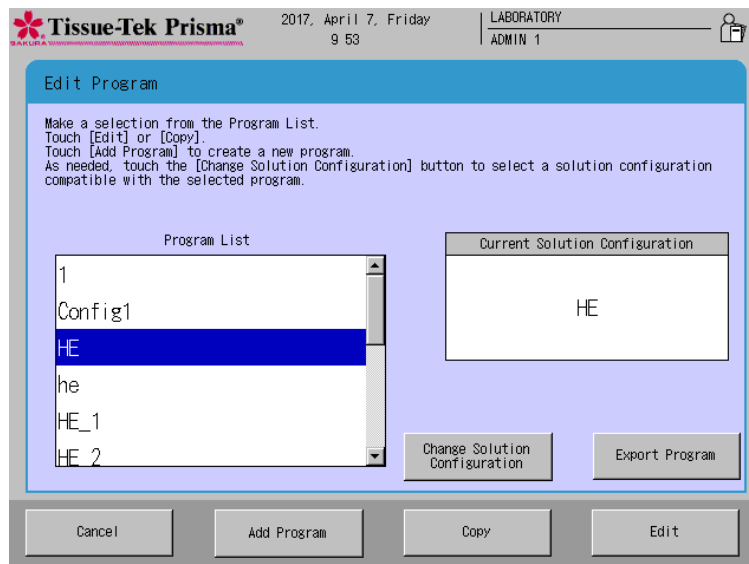 Tissue-Tek Prisma®
SAKURA
2017, April 7, Friday
9 53
LABORATORY
ADMIN 1
Edit Program
Make a selection from the Program List.
Touch [Edit] or [Copy].
Touch [Add Program] to create a new program.
As needed, touch the [Change Solution Configuration] button to select a solution configuration
compatible with the selected program.
Program List
1
Config1
HE
he
HE_1
HE_2
Current Solution Configuration
HE
Change Solution
Configuration
Export Program
Cancel
Add Program
Copy
Edit